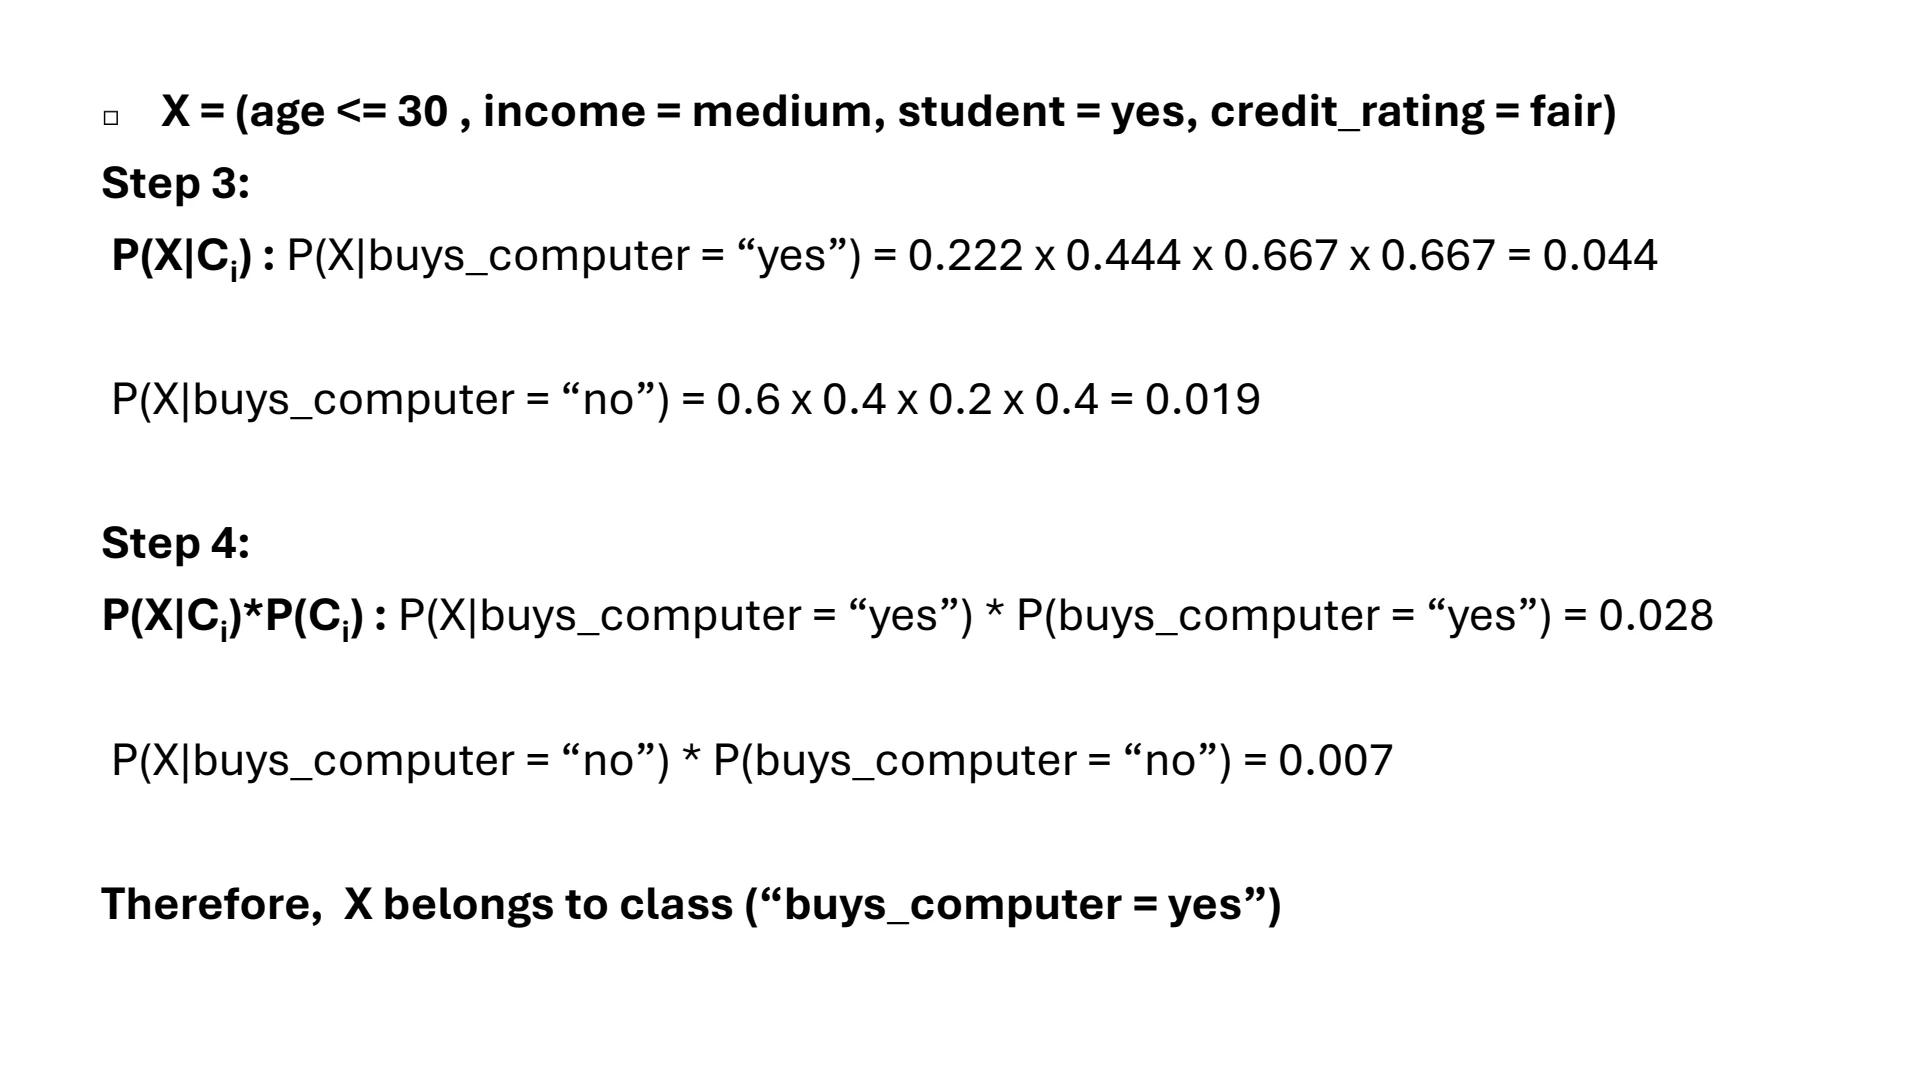 X = (age <= 30 , income = medium, student = yes, credit_rating = fair)
Step 3:
P(X|Ci) : P(X|buys_computer = “yes”) = 0.222 x 0.444 x 0.667 x 0.667 = 0.044
P(X|buys_computer = “no”) = 0.6 x 0.4 x 0.2 x 0.4 = 0.019
Step 4:
P(X|Ci)*P(Ci) : P(X|buys_computer = “yes”) * P(buys_computer = “yes”) = 0.028
P(X|buys_computer = “no”) * P(buys_computer = “no”) = 0.007
Therefore, X belongs to class (“buys_computer = yes”)